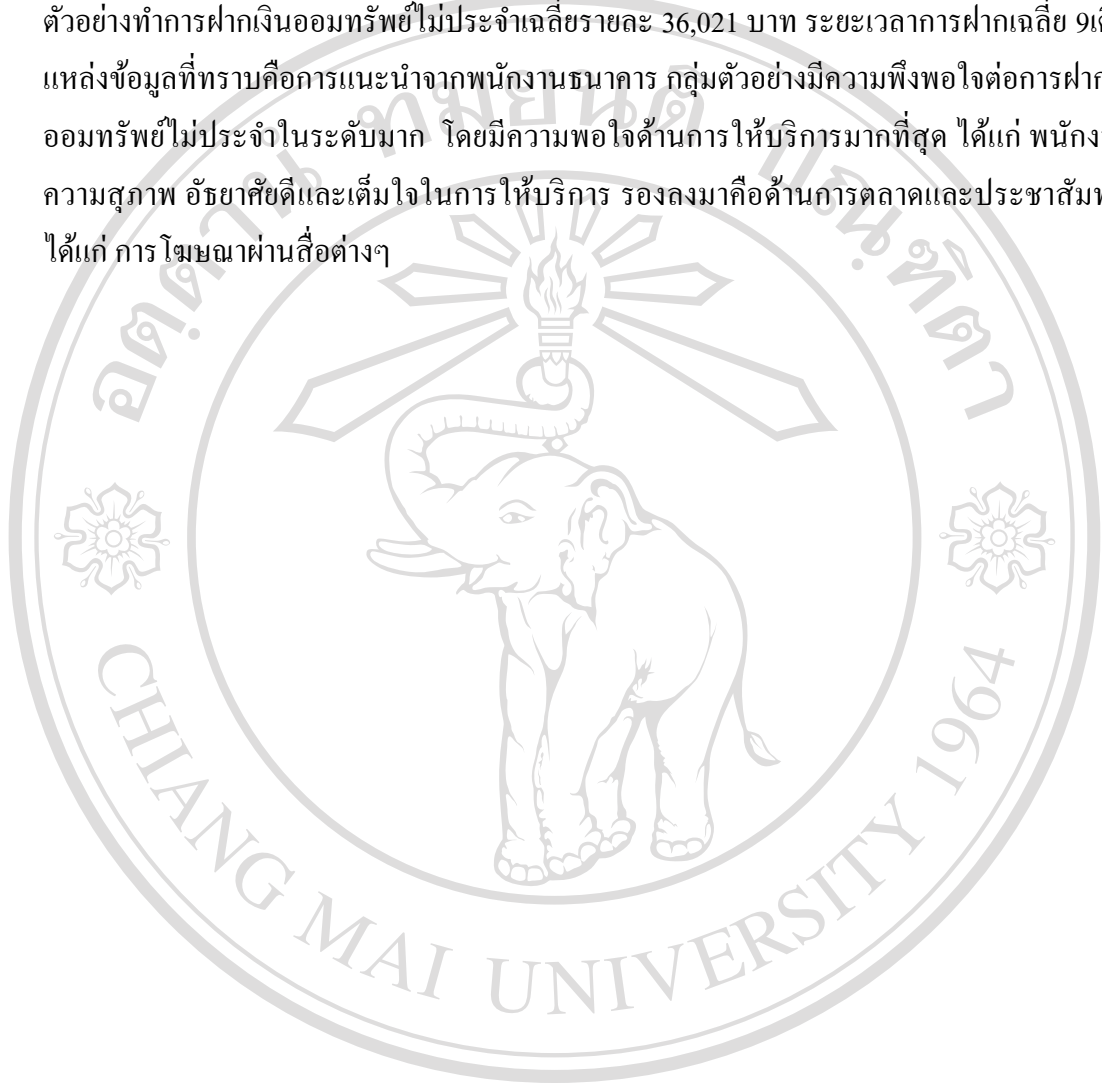 ตัวอย่างทำการฝากเงินออมทรัพย์ไม่ประจำเฉลี่ยรายละ 36,021 บาท ระยะเวลาการฝากเฉลี่ย 9
แหล่งข้อมูลที่ทราบคือการแนะนำจากพนักงานธนาคาร กลุ่มตัวอย่างมีความพึงพอใจต่อการฝาก
ออมทรัพย์ไม่ประจำในระดับมาก โดยมีความพอใจด้านการให้บริการมากที่สุด ได้แก่
ความสุภาพ อัธยาศัยดีและเต็มใจในการให้บริการ รองลงมาคือด้านการตลาดและ
ได้แก่ การโฆษณาผ่านสื่อต่างๆ
อตฺตานํ ทมยนฺติ ปณฺฑิตา
CHIANG MAI UNIVERSITY 1964